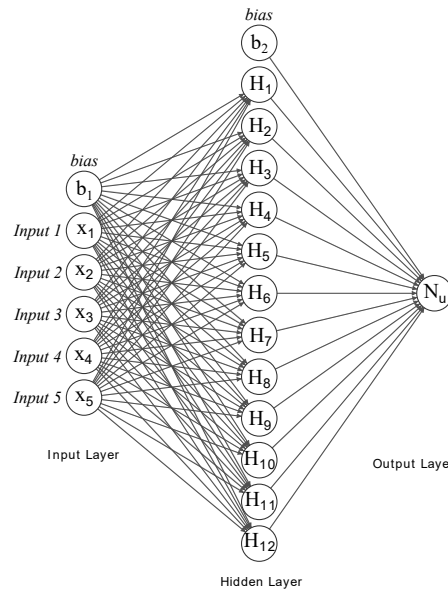 bias
b2
H1
H2
H3
H4
H5
H6
H7
H8
H9
H10
H11
H12
bias
b1
Input 1 x1
Input 2 x2
Input 3 x3
Input 4 x4
Input 5 x5
Nu
Input Layer
Output Laye
Hidden Layer